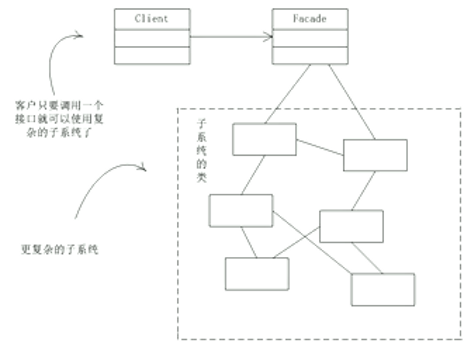 Client
Facade
客户只要调用一个
接口就可以使用复
杂的子系统了
子系统的类
更复杂的子系统